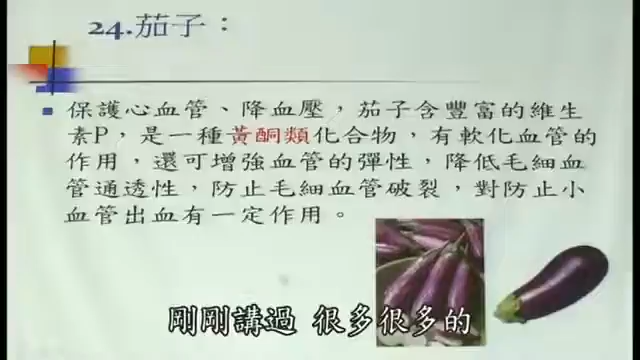 24.茄子：
保護心血管、降血壓，茄子含豐富的維生
素P，是一種黃酮類化合物，有軟化血管的
作用，還可增強血管的彈性，降低毛細血
管通透性，防止毛細血管破裂，對防止小
血管出血有一定作用。
剛剛講過 很多很多的